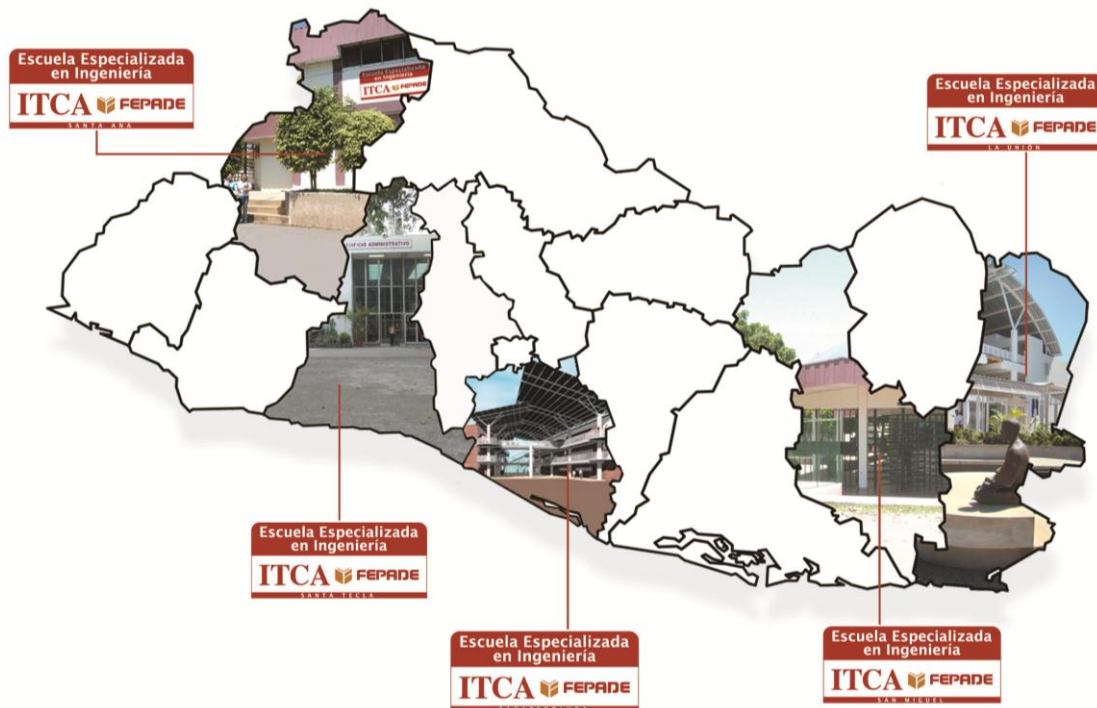 Escuela Especializada
en Ingeniería
ITCA FEPADE
SANTA ANA
Escuela Especializada
en Ingeniería
ITCA FEPADE
Escuela Especializada
en Ingeniería
ITCA FEPADE
LA UNIÓN
EDIFICIO ADMINISTRATIVO
Escuela Especializada
en Ingeniería
ITCA FEPADE
SANTA TECLA
Escuela Especializada
en Ingeniería
ITCA FEPADE
Escuela Especializada
en Ingeniería
ITCA FEPADE
SAN MIGUEL